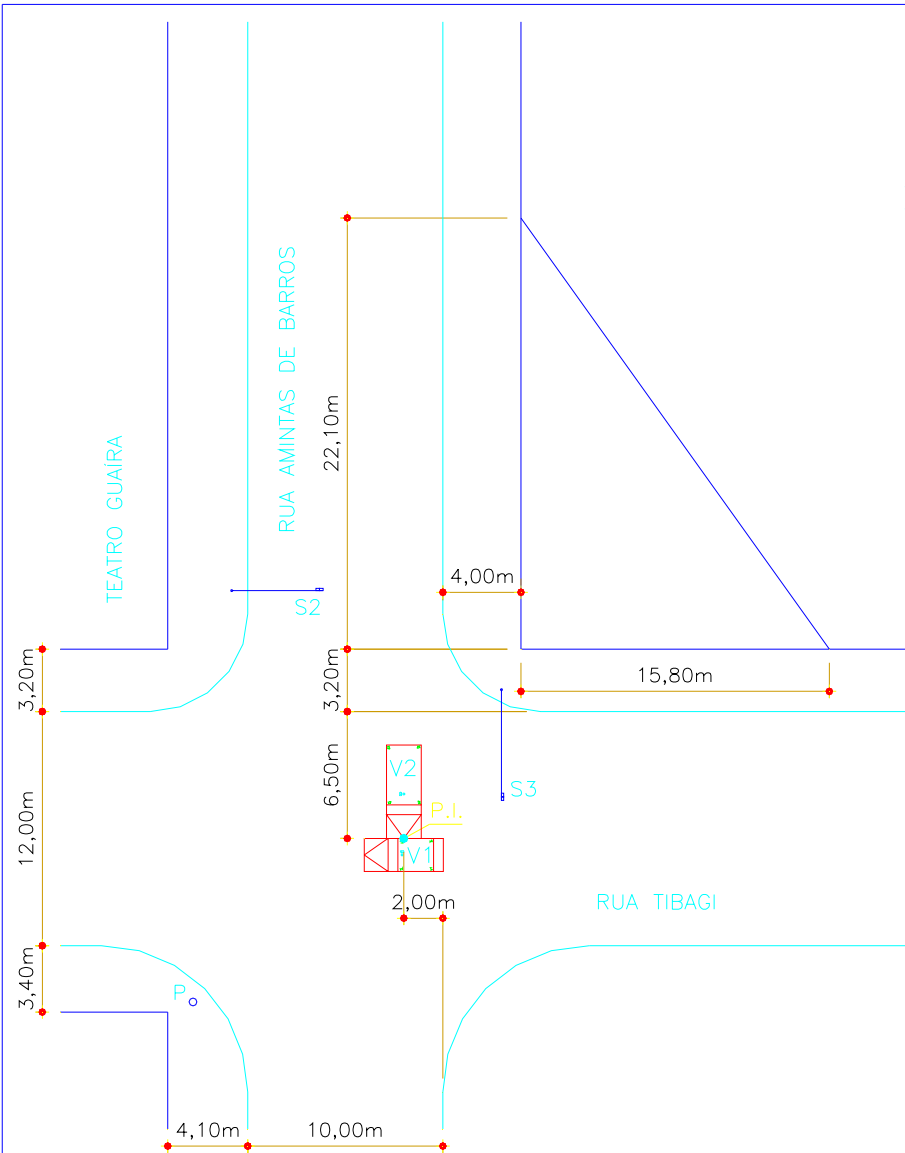 RUA AMINTAS DE BARROS
TEATRO GUAÍRA
22,10m
4,00m
S2
3,20m
3,20m
15,80m
6,50m
V2
S3
P.I.
V1
12,00m
2,00m
RUA TIBAGI
P
3,40m
4,10m
10,00m